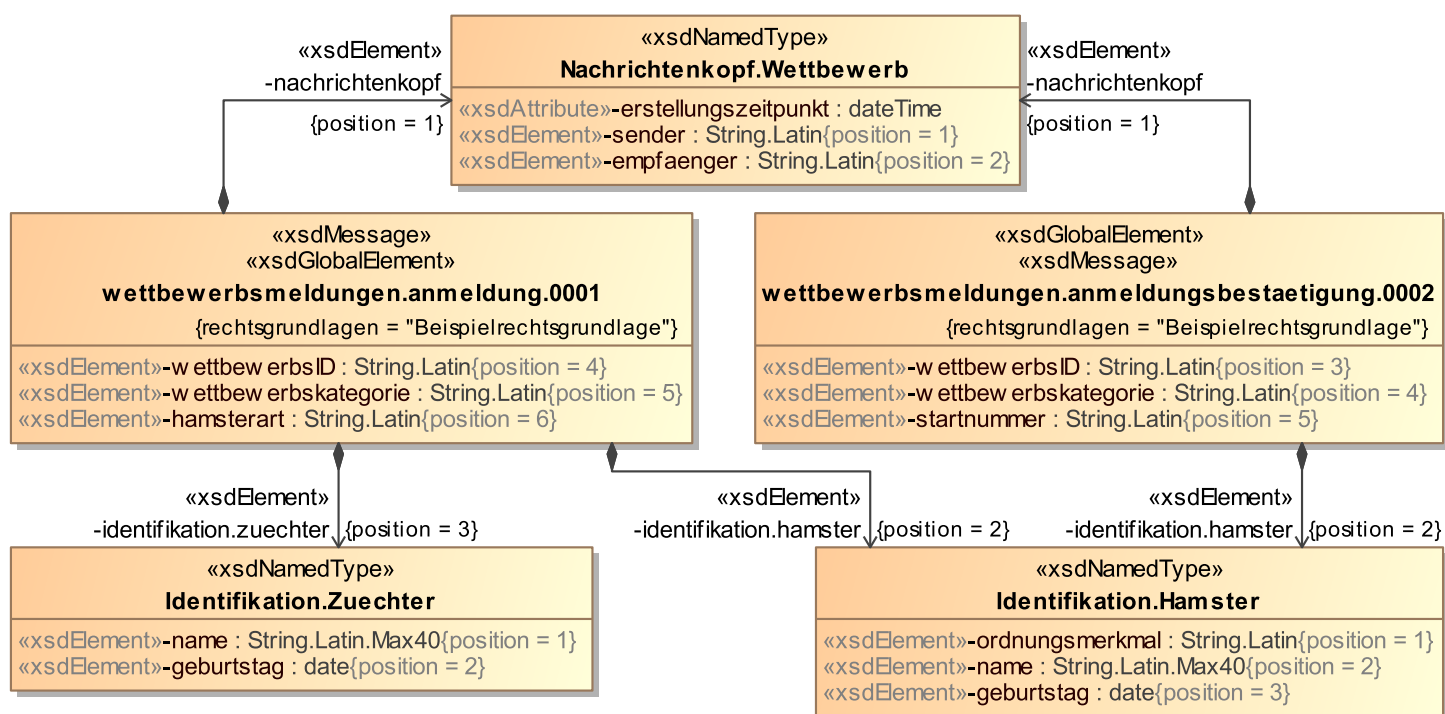 «xsdElement»
-nachrichtenkopf
{position = 1}
«xsdNamedType»
Nachrichtenkopf.Wettbewerb
«xsdAttribute»-erstellungszeitpunkt : dateTime
«xsdElement»-sender : String.Latin{position = 1}
«xsdElement»-empfaenger : String.Latin{position = 2}
«xsdElement»
-nachrichtenkopf
{position = 1}
«xsdMessage»
«xsdGlobalElement»
wettbewerbsmeldungen.anmeldung.0001
{rechtsgrundlagen = "Beispielrechtsgrundlage"}
«xsdElement»-wettbewerbsID : String.Latin{position = 4}
«xsdElement»-wettbewerbskategorie : String.Latin{position = 5}
«xsdElement»-hamsterart : String.Latin{position = 6}
«xsdGlobalElement»
«xsdMessage»
wettbewerbsmeldungen.anmeldungsbestaetigung.0002
{rechtsgrundlagen = "Beispielrechtsgrundlage"}
«xsdElement»-wettbewerbsID : String.Latin{position = 3}
«xsdElement»-wettbewerbskategorie : String.Latin{position = 4}
«xsdElement»-startnummer : String.Latin{position = 5}
«xsdElement»
-identifikation.zuechter {position = 3}
«xsdElement»
-identifikation.hamster {position = 2}
«xsdElement»
-identifikation.hamster {position = 2}
«xsdNamedType»
Identifikation.Zuechter
«xsdElement»-name : String.Latin.Max40{position = 1}
«xsdElement»-geburtstag : date{position = 2}
«xsdNamedType»
Identifikation.Hamster
«xsdElement»-ordnungsmerkmal : String.Latin{position = 1}
«xsdElement»-name : String.Latin.Max40{position = 2}
«xsdElement»-geburtstag : date{position = 3}